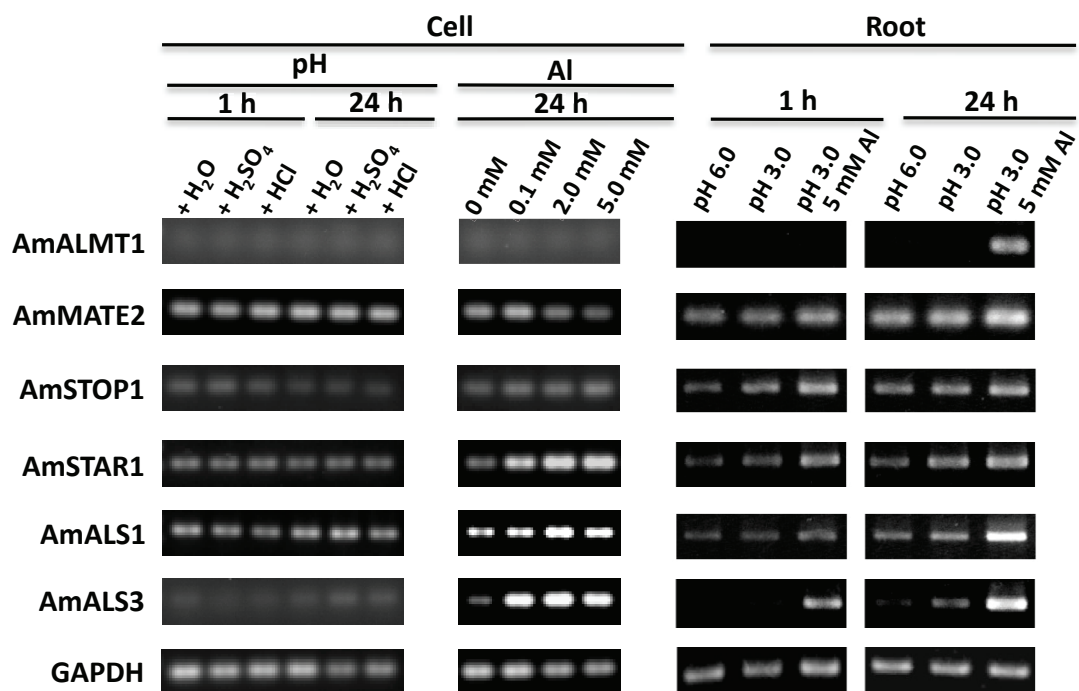 Cell Root
pH Al
1 h 24 h 24 h 1 h 24 h
+ H₂O + H₂SO₄ + HCl + H₂O + H₂SO₄ + HCl 0 mM 0.1 mM 2.0 mM 5.0 mM pH 6.0 pH 3.0 pH 3.0 5 mM Al pH 6.0 pH 3.0 pH 3.0 5 mM Al
AmALMT1
AmMATE2
AmSTOP1
AmSTAR1
AmALS1
AmALS3
GAPDH